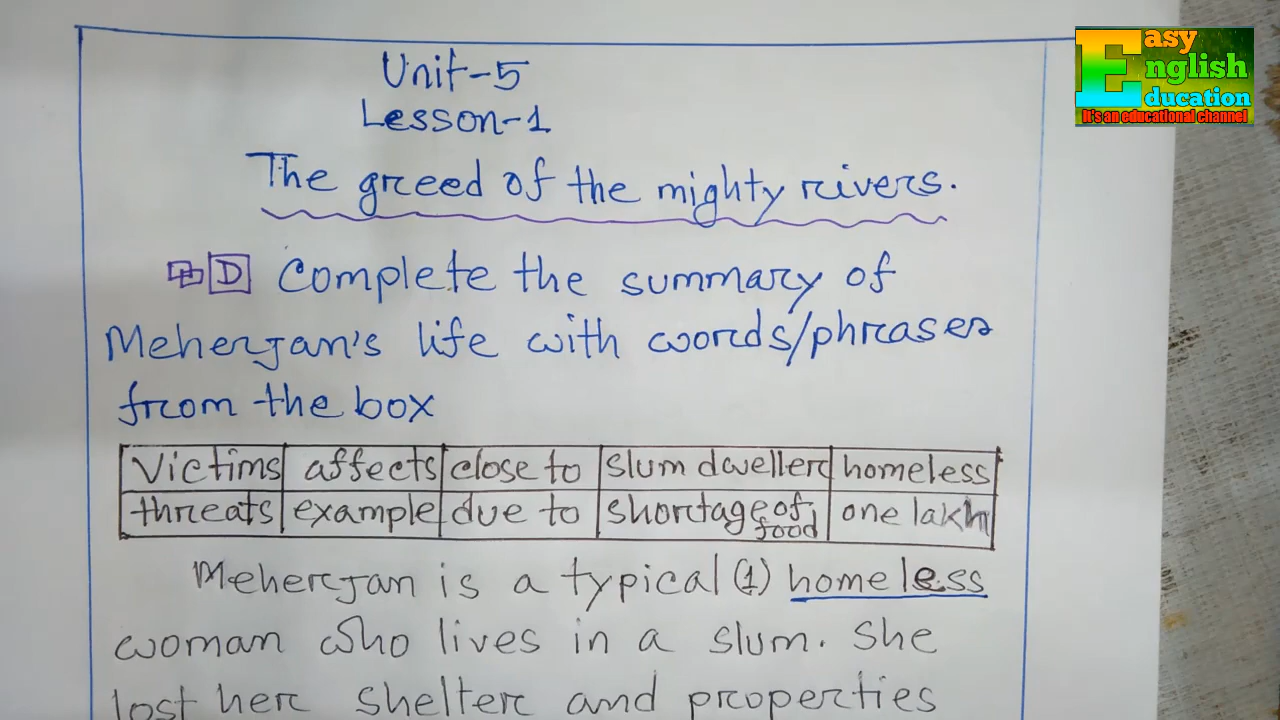 Easy
English
Education
It's an educational channel
Unit-5
Lesson-1
The greed of the mighty rivers.
D Complete the summary of
Meherjan's life with words/phrases
from the box
Victims affects close to slum dweller homeless
threats example due to shortage of food one lakh
Meherjan is a typical (1) homeless
woman who lives in a slum. She
lost her shelter and properties